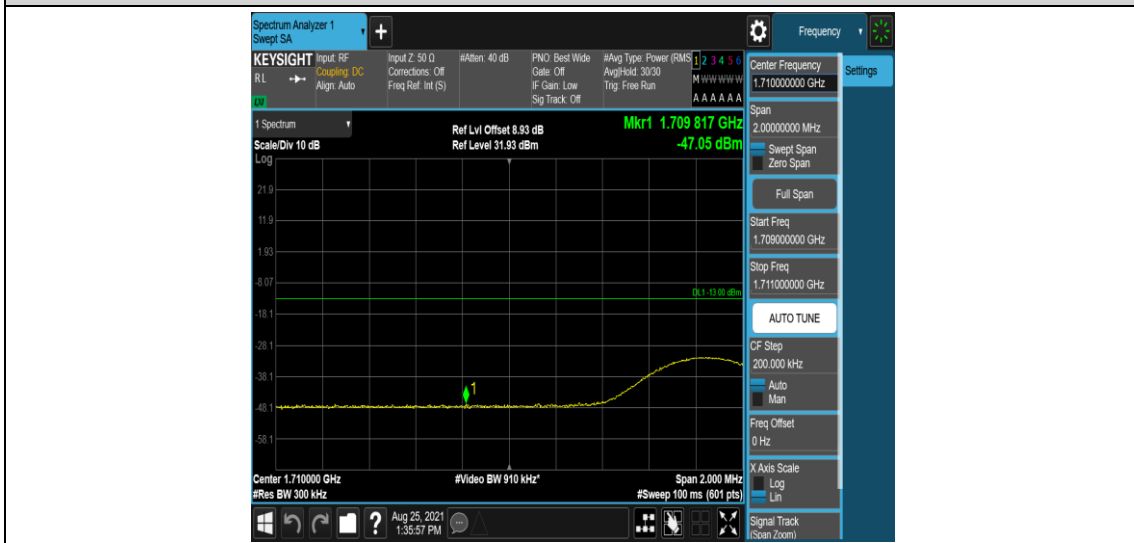 Spectrum Analyzer 1
Swept SA
+
Frequency
KEYSIGHT
RL
LXI
Input: RF
Coupling: DC
Align: Auto
Input Z: 50 Ω
Corrections: Off
Freq Ref: Int (S)
#Atten: 40 dB
PNO: Best Wide
Gate: Off
IF Gain: Low
Sig Track: Off
#Avg Type: Power (RMS
Avg|Hold: 30/30
Trig: Free Run
1 2 3 4 5 6
M W W W W W
A A A A A A
1 Spectrum
Scale/Div 10 dB
Ref Lvl Offset 8.93 dB
Ref Level 31.93 dBm
Mkr1 1.709 817 GHz
-47.05 dBm
Log
21.9
11.9
1.93
-8.07
DL1 -13.00 dBm
-18.1
-28.1
-38.1
1
-48.1
-58.1
Center 1.710000 GHz
#Res BW 300 kHz
#Video BW 910 kHz*
Span 2.000 MHz
#Sweep 100 ms (601 pts)
Center Frequency
1.710000000 GHz
Settings
Span
2.00000000 MHz
Swept Span
Zero Span
Full Span
Start Freq
1.709000000 GHz
Stop Freq
1.711000000 GHz
AUTO TUNE
CF Step
200.000 kHz
Auto
Man
Freq Offset
0 Hz
X Axis Scale
Log
Lin
Signal Track
(Span Zoom)
?
Aug 25, 2021
1:35:57 PM